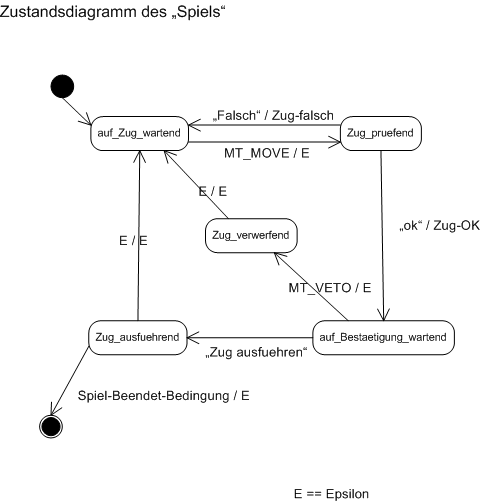 Zustandsdiagramm des „Spiels“
„Falsch“ / Zug-falsch
auf_Zug_wartend
Zug_pruefend
MT_MOVE / E
E / E
„ok“ / Zug-OK
Zug_verwerfend
E / E
MT_VETO / E
Zug_ausfuehrend
auf_Bestaetigung_wartend
„Zug ausfuehren“
Spiel-Beendet-Bedingung / E
E == Epsilon